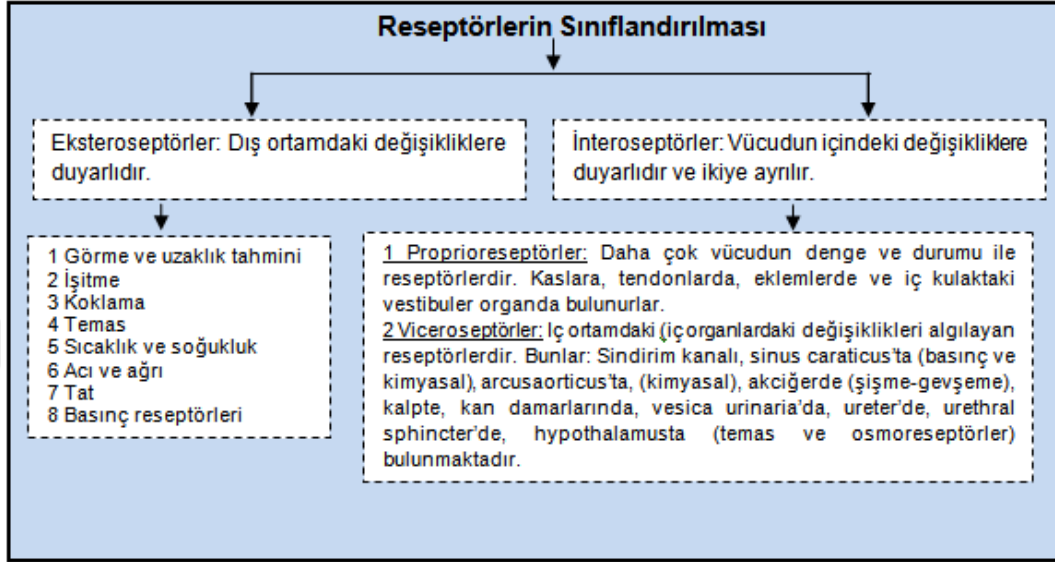 Reseptörlerin Sınıflandırılması
Eksteroseptörler: Dış ortamdaki değişikliklere
duyarlıdır.
İnteroseptörler: Vücudun içindeki değişikliklere
duyarlıdır ve ikiye ayrılır.
1 Görme ve uzaklık tahmini
2 İşitme
3 Koklama
4 Temas
5 Sıcaklık ve soğukluk
6 Acı ve ağrı
7 Tat
8 Basınç reseptörleri
1 Proprioreseptörler: Daha çok vücudun denge ve durumu ile
reseptörlerdir. Kaslara, tendonlarda, eklemlerde ve iç kulaktaki
vestibuler organda bulunurlar.
2 Viceroseptörler: Iç ortamdaki (iç organlardaki değişiklikleri algılayan
reseptörlerdir. Bunlar: Sindirim kanalı, sinus caraticus'ta (basınç ve
kimyasal), arcusaorticus'ta, (kimyasal), akciğerde (şişme-gevşeme),
kalpte, kan damarlarında, vesica urinaria'da, ureter'de, urethral
sphincter'de, hypothalamusta (temas ve osmoreseptörler)
bulunmaktadır.